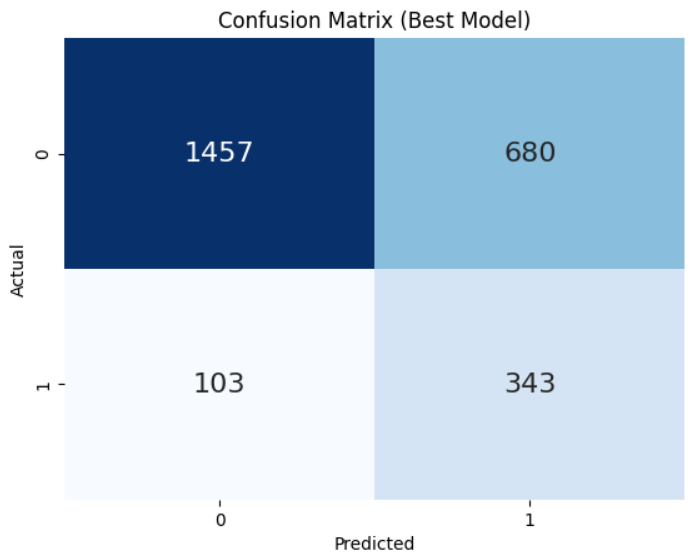 Confusion Matrix (Best Model)
Actual
0
1457
680
1
103
343
0
1
Predicted